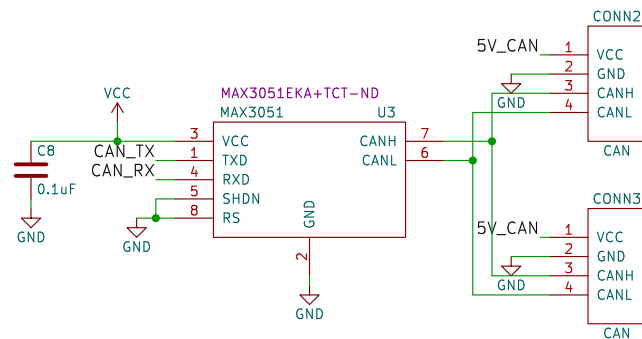 CONN2
5V_CAN 1 VCC
2 GND
GND 3 CANH
4 CANL
CAN
VCC
MAX3051EKA+TCT-ND
MAX3051 U3
C8
0.1uF
GND
3 VCC
CAN_TX 1 TXD
CAN_RX 4 RXD
5 SHDN
8 RS
GND
GND
2
GND
CANH 7
CANL 6
CONN3
5V_CAN 1 VCC
2 GND
GND 3 CANH
4 CANL
CAN